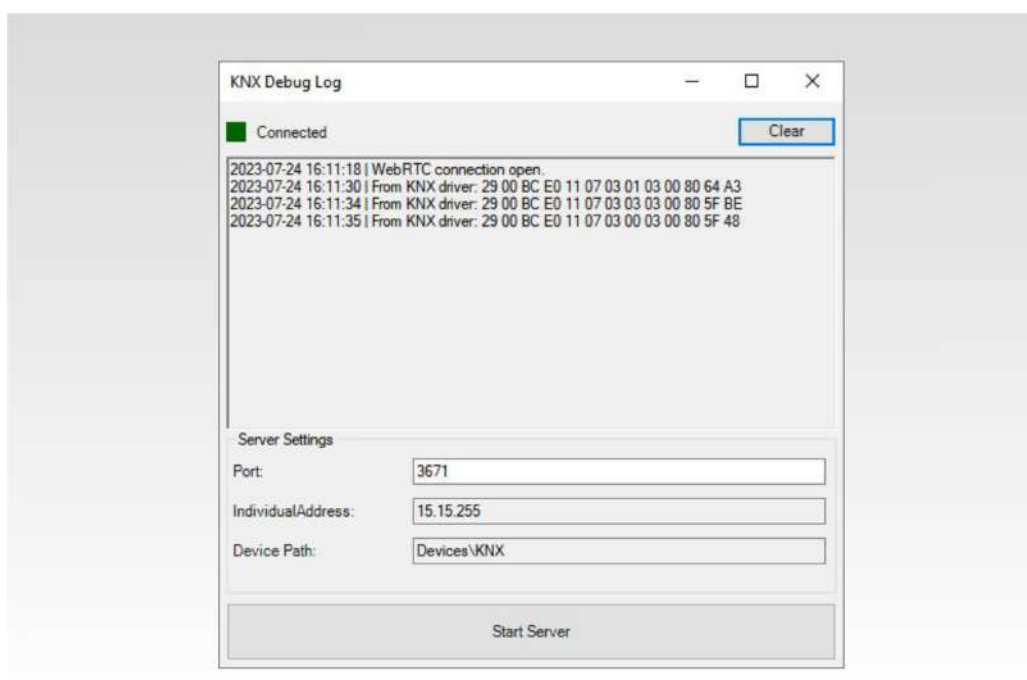 KNX Debug Log
Connected
Clear
2023-07-24 16:11:18 | WebRTC connection open.
2023-07-24 16:11:30 | From KNX driver: 29 00 BC E0 11 07 03 01 03 00 80 64 A3
2023-07-24 16:11:34 | From KNX driver: 29 00 BC E0 11 07 03 03 03 00 80 5F BE
2023-07-24 16:11:35 | From KNX driver: 29 00 BC E0 11 07 03 00 03 00 80 5F 48
Server Settings
Port: 3671
IndividualAddress: 15.15.255
Device Path: Devices\KNX
Start Server